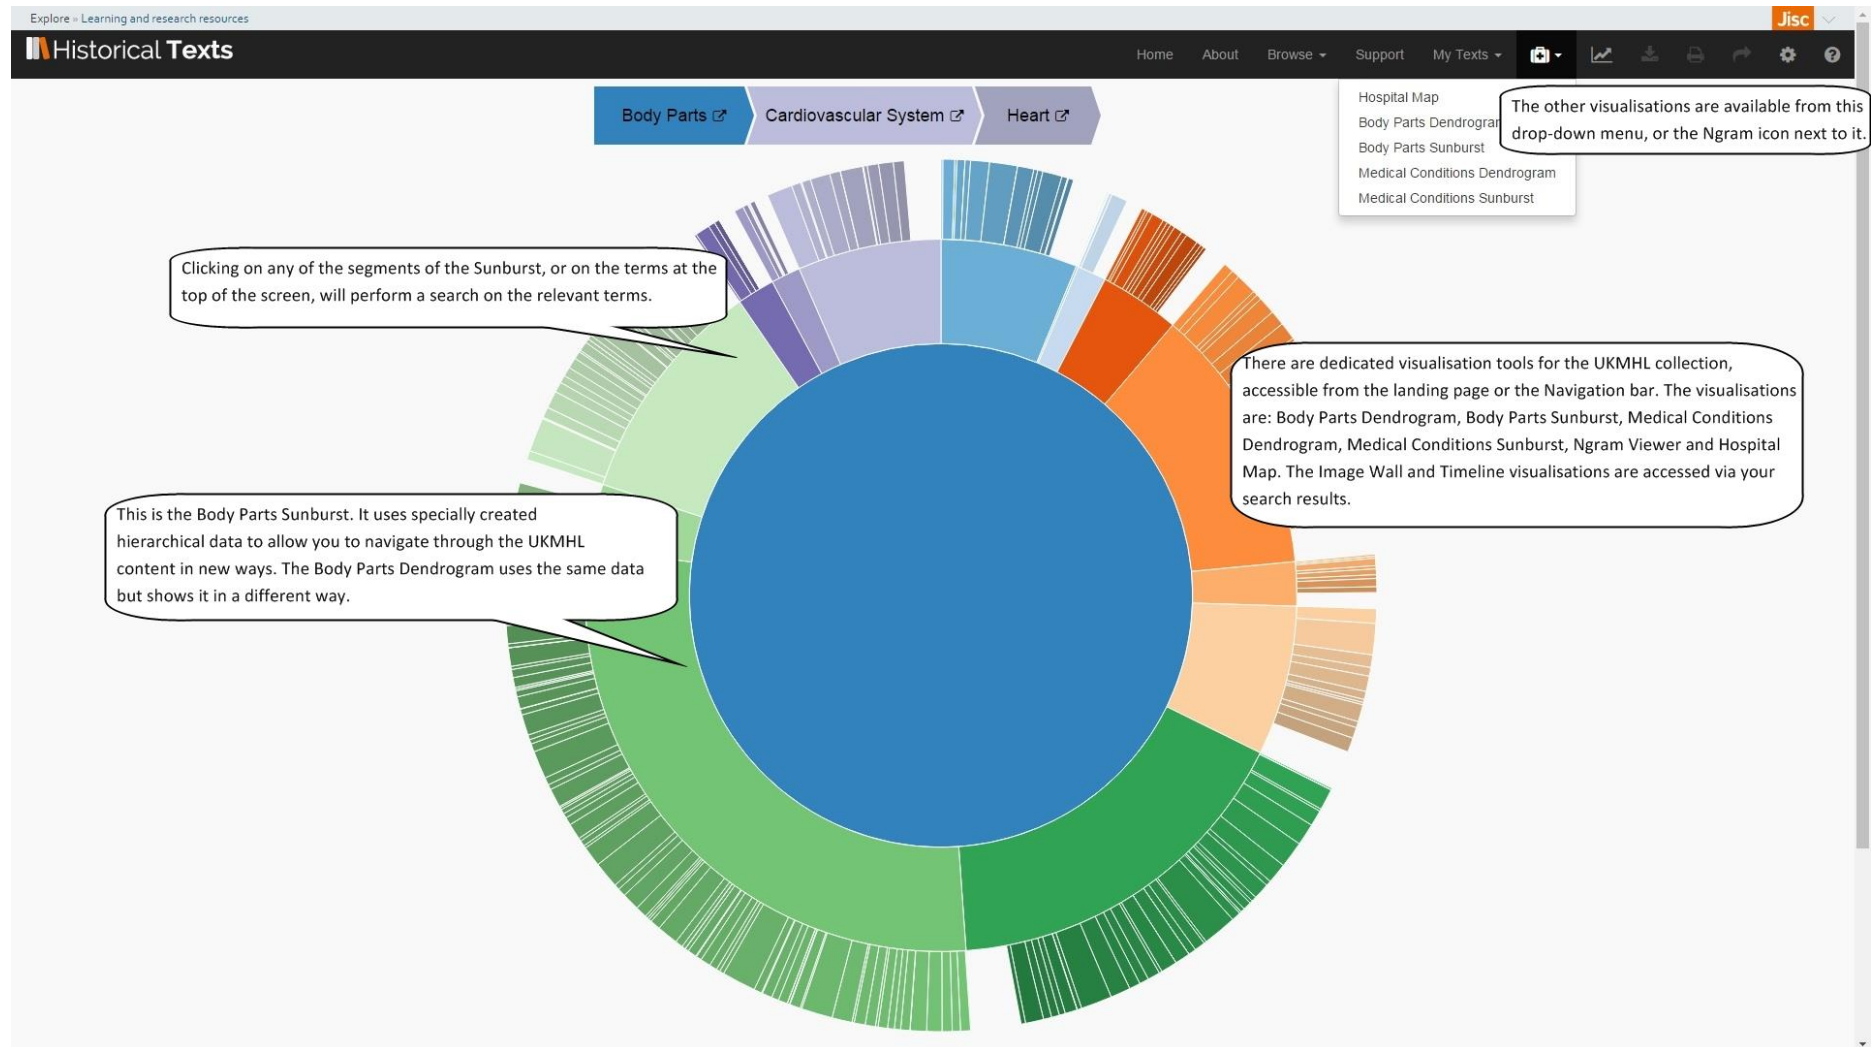 Explore » Learning and research resources
Jisc
Historical Texts
Home About Browse Support My Texts
Body Parts Cardiovascular System Heart
Hospital Map
Body Parts Dendrogram
Body Parts Sunburst
Medical Conditions Dendrogram
Medical Conditions Sunburst
The other visualisations are available from this
drop-down menu, or the Ngram icon next to it.
Clicking on any of the segments of the Sunburst, or on the terms at the
top of the screen, will perform a search on the relevant terms.
There are dedicated visualisation tools for the UKMHL collection,
accessible from the landing page or the Navigation bar. The visualisations
are: Body Parts Dendrogram, Body Parts Sunburst, Medical Conditions
Dendrogram, Medical Conditions Sunburst, Ngram Viewer and Hospital
Map. The Image Wall and Timeline visualisations are accessed via your
search results.
This is the Body Parts Sunburst. It uses specially created
hierarchical data to allow you to navigate through the UKMHL
content in new ways. The Body Parts Dendrogram uses the same data
but shows it in a different way.